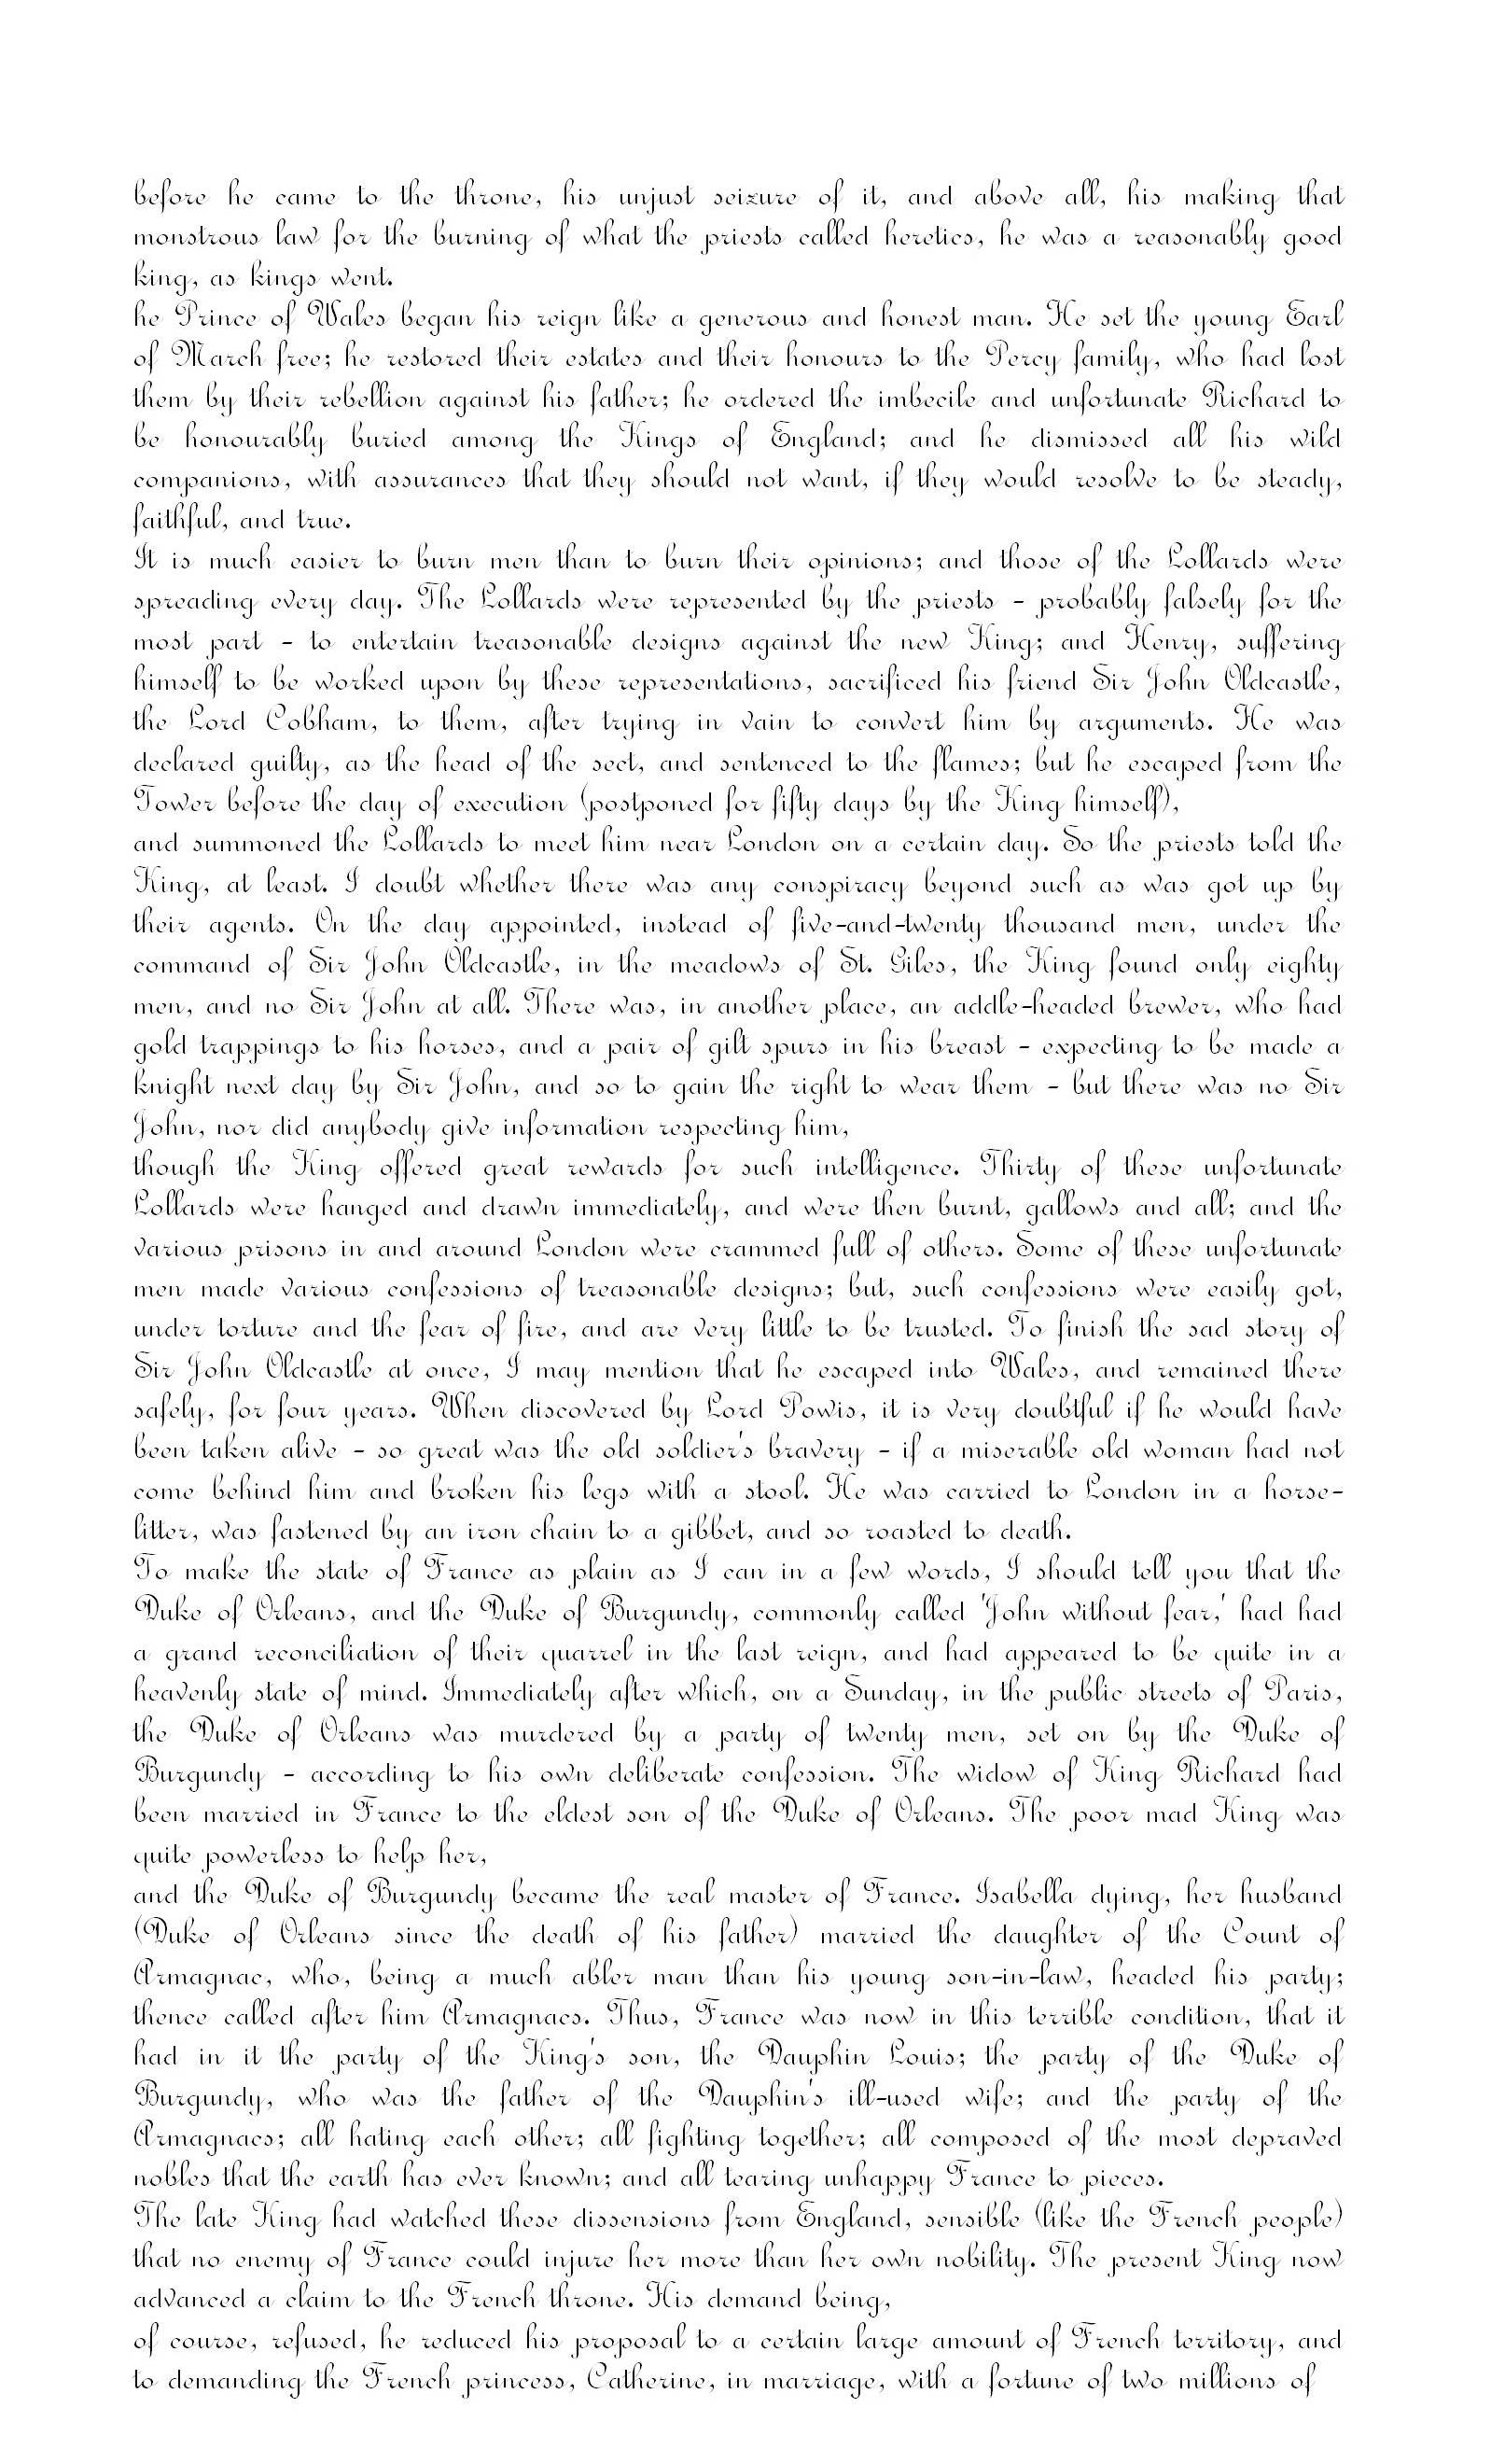 before he came to the throne, his unjust seizure of it, and above all, his making that
monstrous law for the burning of what the priests called heretics, he was a reasonably good
king, as kings went.
he Prince of Wales began his reign like a generous and honest man. He set the young Earl
of March free; he restored their estates and their honours to the Percy family, who had lost
them by their rebellion against his father; he ordered the imbecile and unfortunate Richard to
be honourably buried among the Kings of England; and he dismissed all his wild
companions, with assurances that they should not want, if they would resolve to be steady,
faithful, and true.
It is much easier to burn men than to burn their opinions; and those of the Lollards were
spreading every day. The Lollards were represented by the priests - probably falsely for the
most part - to entertain treasonable designs against the new King; and Henry, suffering
himself to be worked upon by these representations, sacrificed his friend Sir John Oldcastle,
the Lord Cobham, to them, after trying in vain to convert him by arguments. He was
declared guilty, as the head of the sect, and sentenced to the flames; but he escaped from the
Tower before the day of execution (postponed for fifty days by the King himself),
and summoned the Lollards to meet him near London on a certain day. So the priests told the
King, at least. I doubt whether there was any conspiracy beyond such as was got up by
their agents. On the day appointed, instead of five-and-twenty thousand men, under the
command of Sir John Oldcastle, in the meadows of St. Giles, the King found only eighty
men, and no Sir John at all. There was, in another place, an addle-headed brewer, who had
gold trappings to his horses, and a pair of gilt spurs in his breast - expecting to be made a
knight next day by Sir John, and so to gain the right to wear them - but there was no Sir
John, nor did anybody give information respecting him,
though the King offered great rewards for such intelligence. Thirty of these unfortunate
Lollards were hanged and drawn immediately, and were then burnt, gallows and all; and the
various prisons in and around London were crammed full of others. Some of these unfortunate
men made various confessions of treasonable designs; but, such confessions were easily got,
under torture and the fear of fire, and are very little to be trusted. To finish the sad story of
Sir John Oldcastle at once, I may mention that he escaped into Wales, and remained there
safely, for four years. When discovered by Lord Powis, it is very doubtful if he would have
been taken alive - so great was the old soldier's bravery - if a miserable old woman had not
come behind him and broken his legs with a stool. He was carried to London in a horse-
litter, was fastened by an iron chain to a gibbet, and so roasted to death.
To make the state of France as plain as I can in a few words, I should tell you that the
Duke of Orleans, and the Duke of Burgundy, commonly called 'John without fear,' had had
a grand reconciliation of their quarrel in the last reign, and had appeared to be quite in a
heavenly state of mind. Immediately after which, on a Sunday, in the public streets of Paris,
the Duke of Orleans was murdered by a party of twenty men, set on by the Duke of
Burgundy - according to his own deliberate confession. The widow of King Richard had
been married in France to the eldest son of the Duke of Orleans. The poor mad King was
quite powerless to help her,
and the Duke of Burgundy became the real master of France. Isabella dying, her husband
(Duke of Orleans since the death of his father) married the daughter of the Count of
Armagnac, who, being a much abler man than his young son-in-law, headed his party;
thence called after him Armagnacs. Thus, France was now in this terrible condition, that it
had in it the party of the King's son, the Dauphin Louis; the party of the Duke of
Burgundy, who was the father of the Dauphin's ill-used wife; and the party of the
Armagnacs; all hating each other; all fighting together; all composed of the most depraved
nobles that the earth has ever known; and all tearing unhappy France to pieces.
The late King had watched these dissensions from England, sensible (like the French people)
that no enemy of France could injure her more than her own nobility. The present King now
advanced a claim to the French throne. His demand being,
of course, refused, he reduced his proposal to a certain large amount of French territory, and
to demanding the French princess, Catherine, in marriage, with a fortune of two millions of